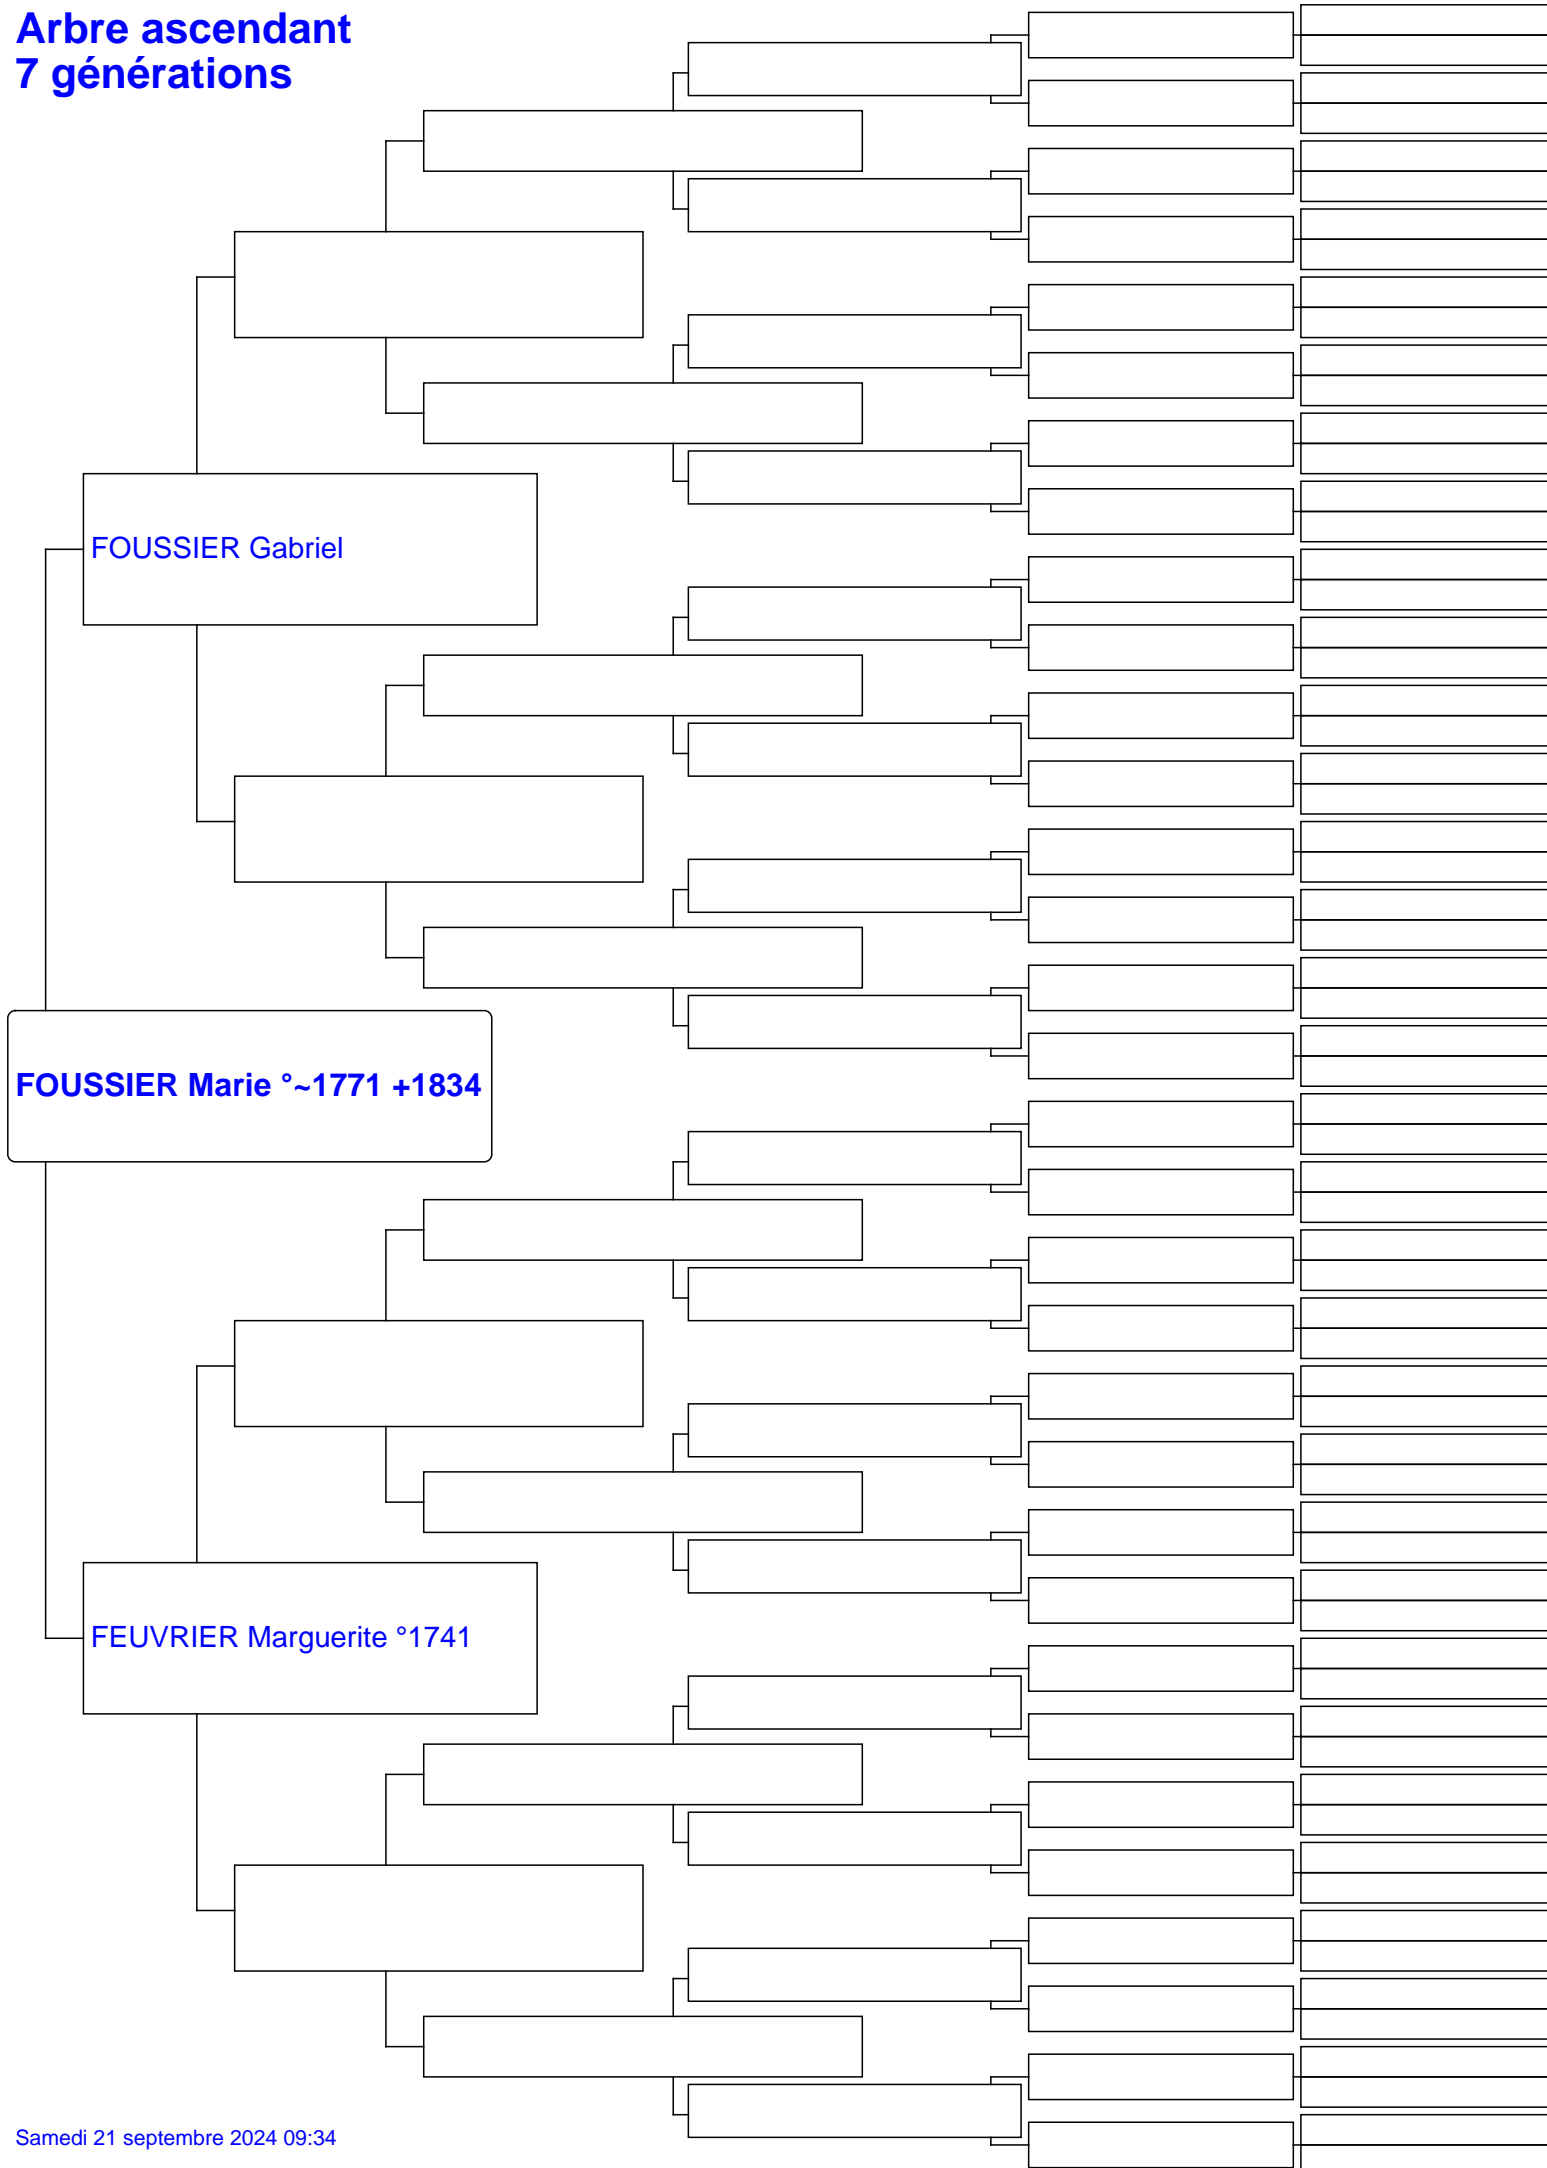 Arbre ascendant
7 générations
FOUSSIER Gabriel
FOUSSIER Marie °~1771 +1834
FEUVRIER Marguerite °1741
Samedi 21 septembre 2024 09:34